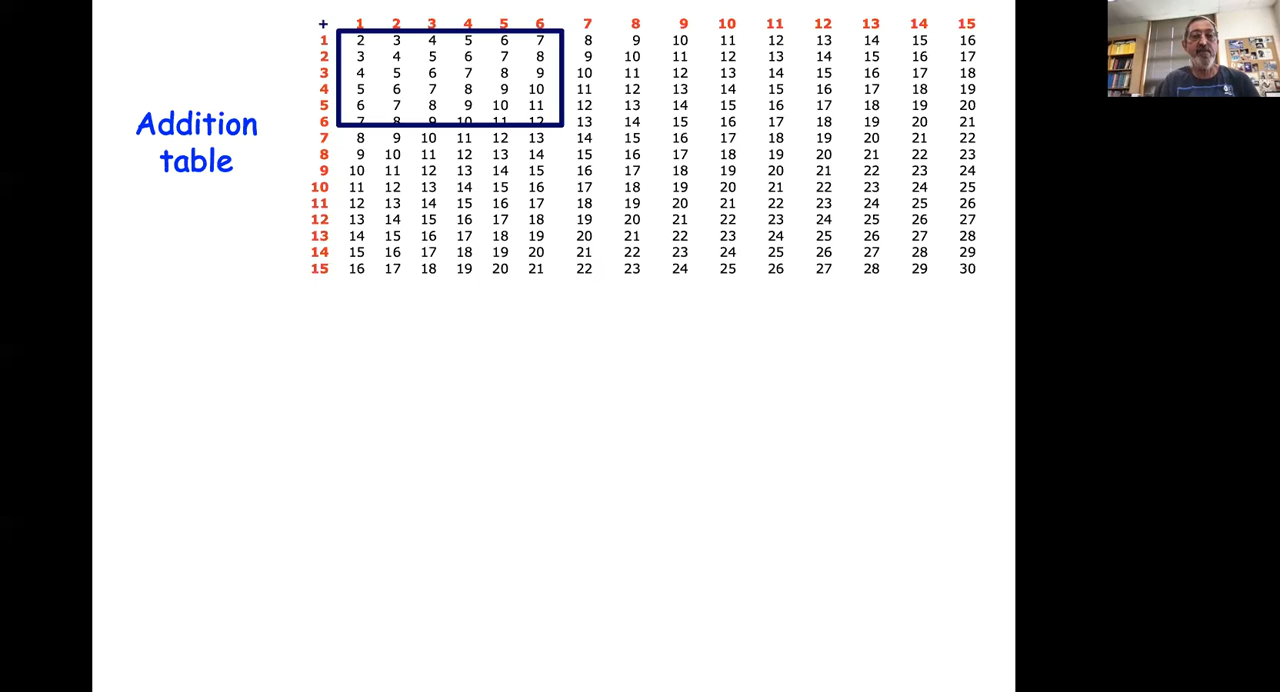 + 1 2 3 4 5 6 7 8 9 10 11 12 13 14 15
1 2 3 4 5 6 7 8 9 10 11 12 13 14 15 16
2 3 4 5 6 7 8 9 10 11 12 13 14 15 16 17
3 4 5 6 7 8 9 10 11 12 13 14 15 16 17 18
4 5 6 7 8 9 10 11 12 13 14 15 16 17 18 19
5 6 7 8 9 10 11 12 13 14 15 16 17 18 19 20
6 7 8 9 10 11 12 13 14 15 16 17 18 19 20 21
7 8 9 10 11 12 13 14 15 16 17 18 19 20 21 22
8 9 10 11 12 13 14 15 16 17 18 19 20 21 22 23
9 10 11 12 13 14 15 16 17 18 19 20 21 22 23 24
10 11 12 13 14 15 16 17 18 19 20 21 22 23 24 25
11 12 13 14 15 16 17 18 19 20 21 22 23 24 25 26
12 13 14 15 16 17 18 19 20 21 22 23 24 25 26 27
13 14 15 16 17 18 19 20 21 22 23 24 25 26 27 28
14 15 16 17 18 19 20 21 22 23 24 25 26 27 28 29
15 16 17 18 19 20 21 22 23 24 25 26 27 28 29 30
Addition
table